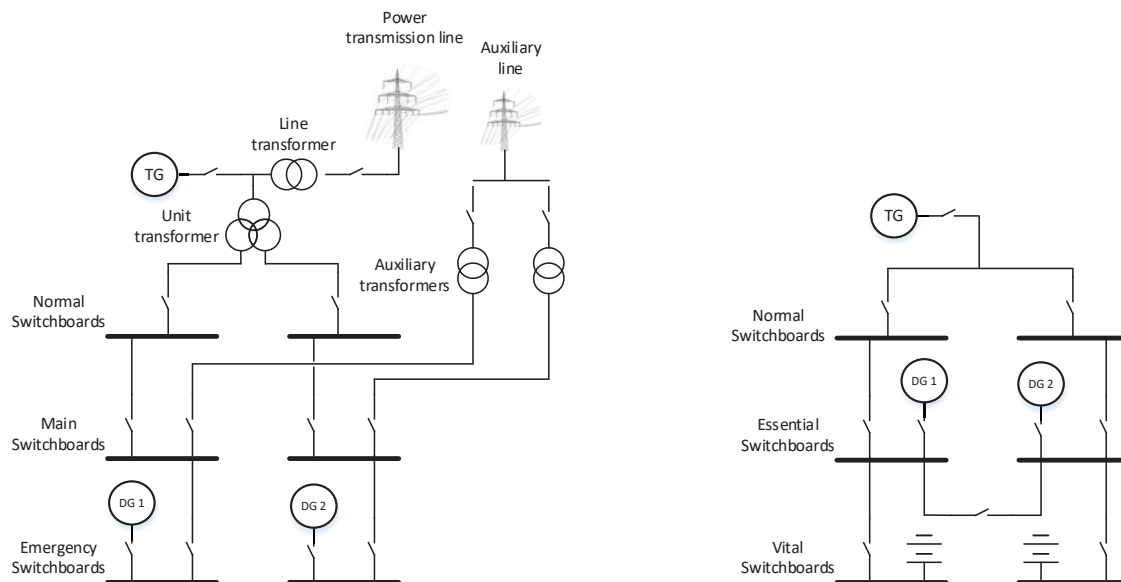 Power
transmission line
Auxiliary
line
Line
transformer
TG
Unit
transformer
Auxiliary
transformers
Normal
Switchboards
Main
Switchboards
DG 1
DG 2
Emergency
Switchboards
TG
Normal
Switchboards
DG 1
DG 2
Essential
Switchboards
Vital
Switchboards